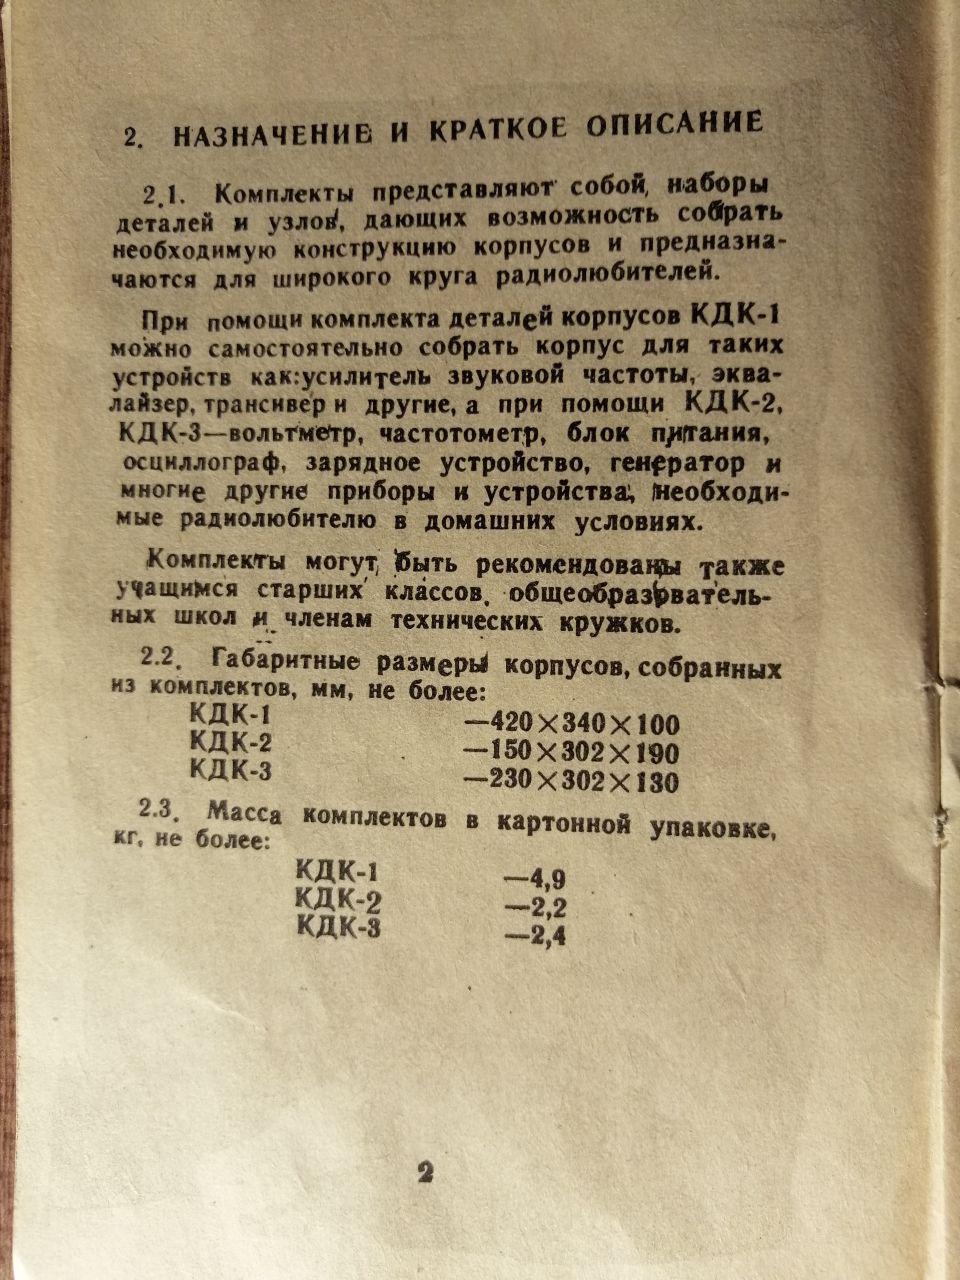 2. НАЗНАЧЕНИЕ И КРАТКОЕ ОПИСАНИЕ
2.1. Комплекты представляют собой, наборы
деталей и узлов, дающих возможность собрать
необходимую конструкцию корпусов и предназна-
чаются для широкого круга радиолюбителей.
При помощи комплекта деталей корпусов КДК-1
можно самостоятельно собрать корпус для таких
устройств как:усилитель звуковой частоты, эква-
лайзер, трансивер и другие, а при помощи КДК-2,
КДК-3—вольтметр, частотометр, блок питания,
осциллограф, зарядное устройство, генератор и
многие другие приборы и устройства, необходи-
мые радиолюбителю в домашних условиях.
Комплекты могут, быть рекомендованы также
учащимся старших классов, общеобразователь-
ных школ и членам технических кружков.
2.2. Габаритные размеры корпусов, собранных
из комплектов, мм, не более:
КДК-1 —420×340×100
КДК-2 —150×302×190
КДК-3 —230×302×130
2.3. Масса комплектов в картонной упаковке,
кг, не более:
КДК-1 —4,9
КДК-2 —2,2
КДК-3 —2,4
2